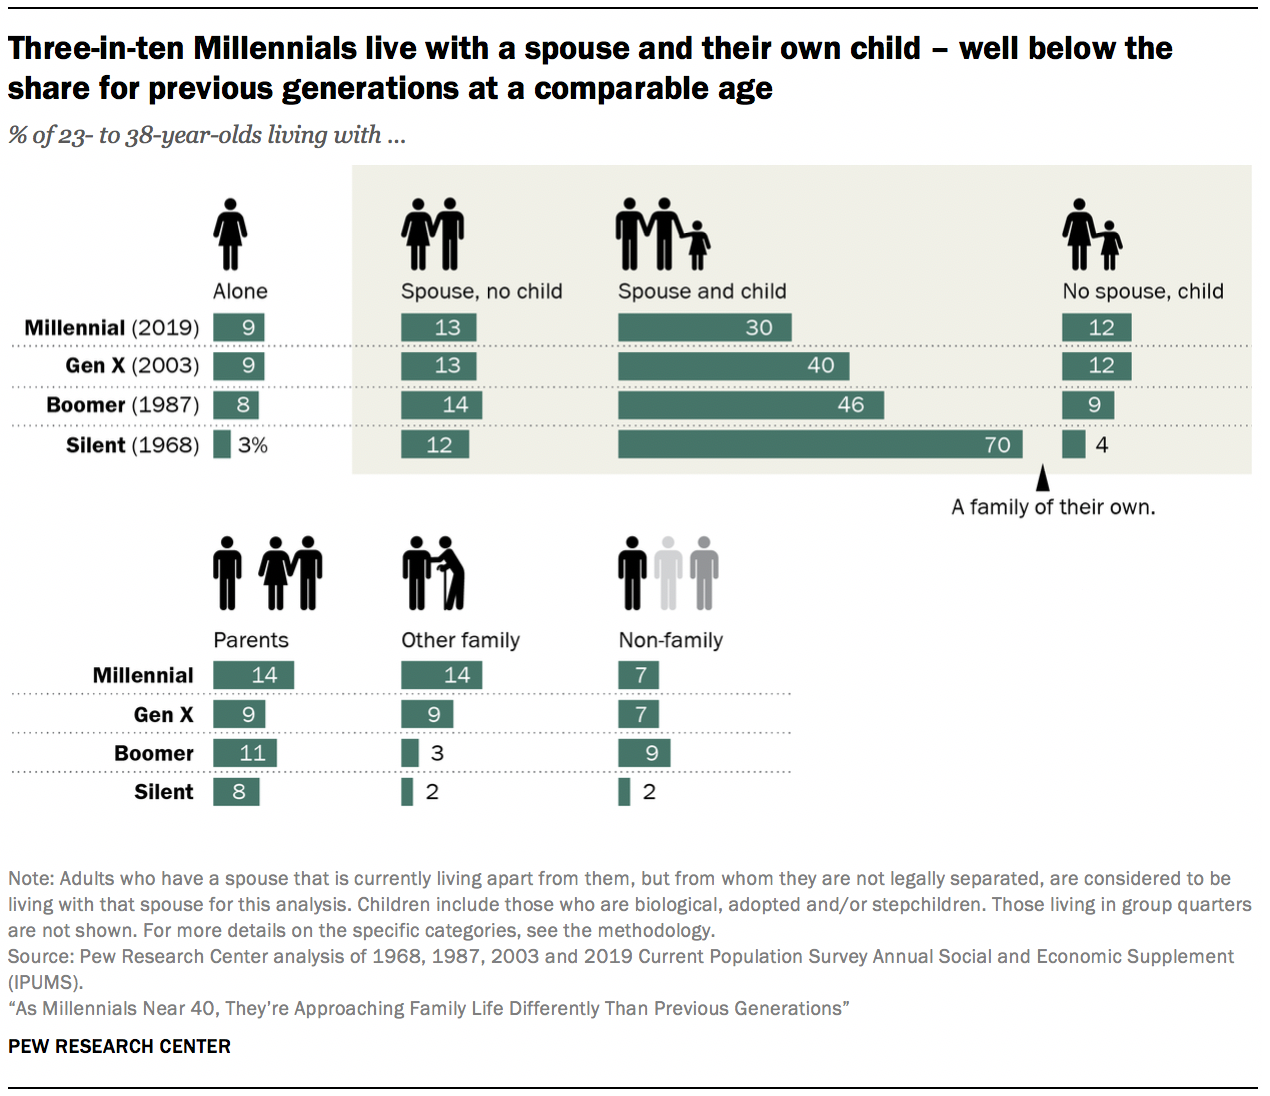 Three-in-ten Millennials live with a spouse and their own child – well below the
share for previous generations at a comparable age
% of 23- to 38-year-olds living with ...
Alone Spouse, no child Spouse and child No spouse, child
Millennial (2019) 9 13 30 12
Gen X (2003) 9 13 40 12
Boomer (1987) 8 14 46 9
Silent (1968) 3% 12 70 4
A family of their own.
Parents Other family Non-family
Millennial 14 14 7
Gen X 9 9 7
Boomer 11 3 9
Silent 8 2 2
Note: Adults who have a spouse that is currently living apart from them, but from whom they are not legally separated, are considered to be
living with that spouse for this analysis. Children include those who are biological, adopted and/or stepchildren. Those living in group quarters
are not shown. For more details on the specific categories, see the methodology.
Source: Pew Research Center analysis of 1968, 1987, 2003 and 2019 Current Population Survey Annual Social and Economic Supplement
(IPUMS).
“As Millennials Near 40, They're Approaching Family Life Differently Than Previous Generations”
PEW RESEARCH CENTER